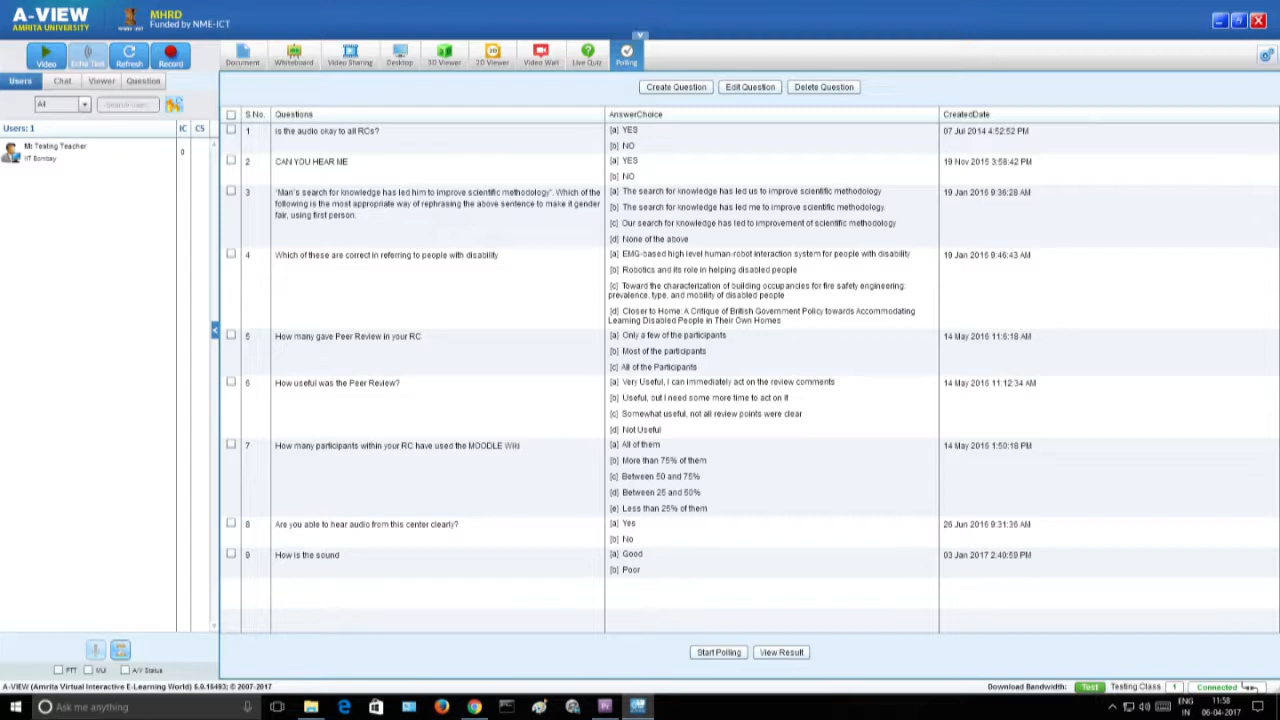 A-VIEW
AMRITA UNIVERSITY
MHRD
Funded by NME-ICT
Video
Echo Test
Refresh
Record
Document
Whiteboard
Video Sharing
Desktop
3D Viewer
2D Viewer
Video Wall
Live Quiz
Polling
Users
Chat
Viewer
Question
All
Search Users
Create Question
Edit Question
Delete Question
Users: 1
IC
CS
M: Testing Teacher
IIT Bombay
0
S No.
Questions
AnswerChoice
CreatedDate
1
is the audio okay to all RCs?
[a] YES
[b] NO
07 Jul 2014 4:52:52 PM
2
CAN YOU HEAR ME
[a] YES
[b] NO
19 Nov 2015 3:58:42 PM
3
"Man's search for knowledge has led him to improve scientific methodology". Which of the
following is the most appropriate way of rephrasing the above sentence to make it gender
fair, using first person.
[a] The search for knowledge has led us to improve scientific methodology
[b] The search for knowledge has led me to improve scientific methodology.
[c] Our search for knowledge has led to improvement of scientific methodology
[d] None of the above
19 Jan 2016 9:36:28 AM
4
Which of these are correct in referring to people with disability
[a] EMG-based high level human-robot interaction system for people with disability
[b] Robotics and its role in helping disabled people
[c] Toward the characterization of building occupancies for fire safety engineering:
prevalence, type, and mobility of disabled people
[d] Closer to Home: A Critique of British Government Policy towards Accommodating
Learning Disabled People in Their Own Homes
19 Jan 2016 9:46:43 AM
5
How many gave Peer Review in your RC
[a] Only a few of the participants
[b] Most of the participants
[c] All of the Participants
14 May 2016 11:6:18 AM
6
How useful was the Peer Review?
[a] Very Useful, I can immediately act on the review comments
[b] Useful, but I need some more time to act on it
[c] Somewhat useful, not all review points were clear
[d] Not Useful
14 May 2016 11:12:34 AM
7
How many participants within your RC have used the MOODLE Wiki
[a] All of them
[b] More than 75% of them
[c] Between 50 and 75%
[d] Between 25 and 50%
[e] Less than 25% of them
14 May 2016 1:50:18 PM
8
Are you able to hear audio from this center clearly?
[a] Yes
[b] No
26 Jun 2016 9:31:36 AM
9
How is the sound
[a] Good
[b] Poor
03 Jan 2017 2:40:59 PM
Start Polling
View Result
PTT
MUI
A/V Status
A-VIEW (Amrita Virtual Interactive E-Learning World) 5.0.15493; © 2007-2017
Download Bandwidth:
Test
Testing Class
1
Connected
Ask me anything
ENG
IN
11:58
06-04-2017